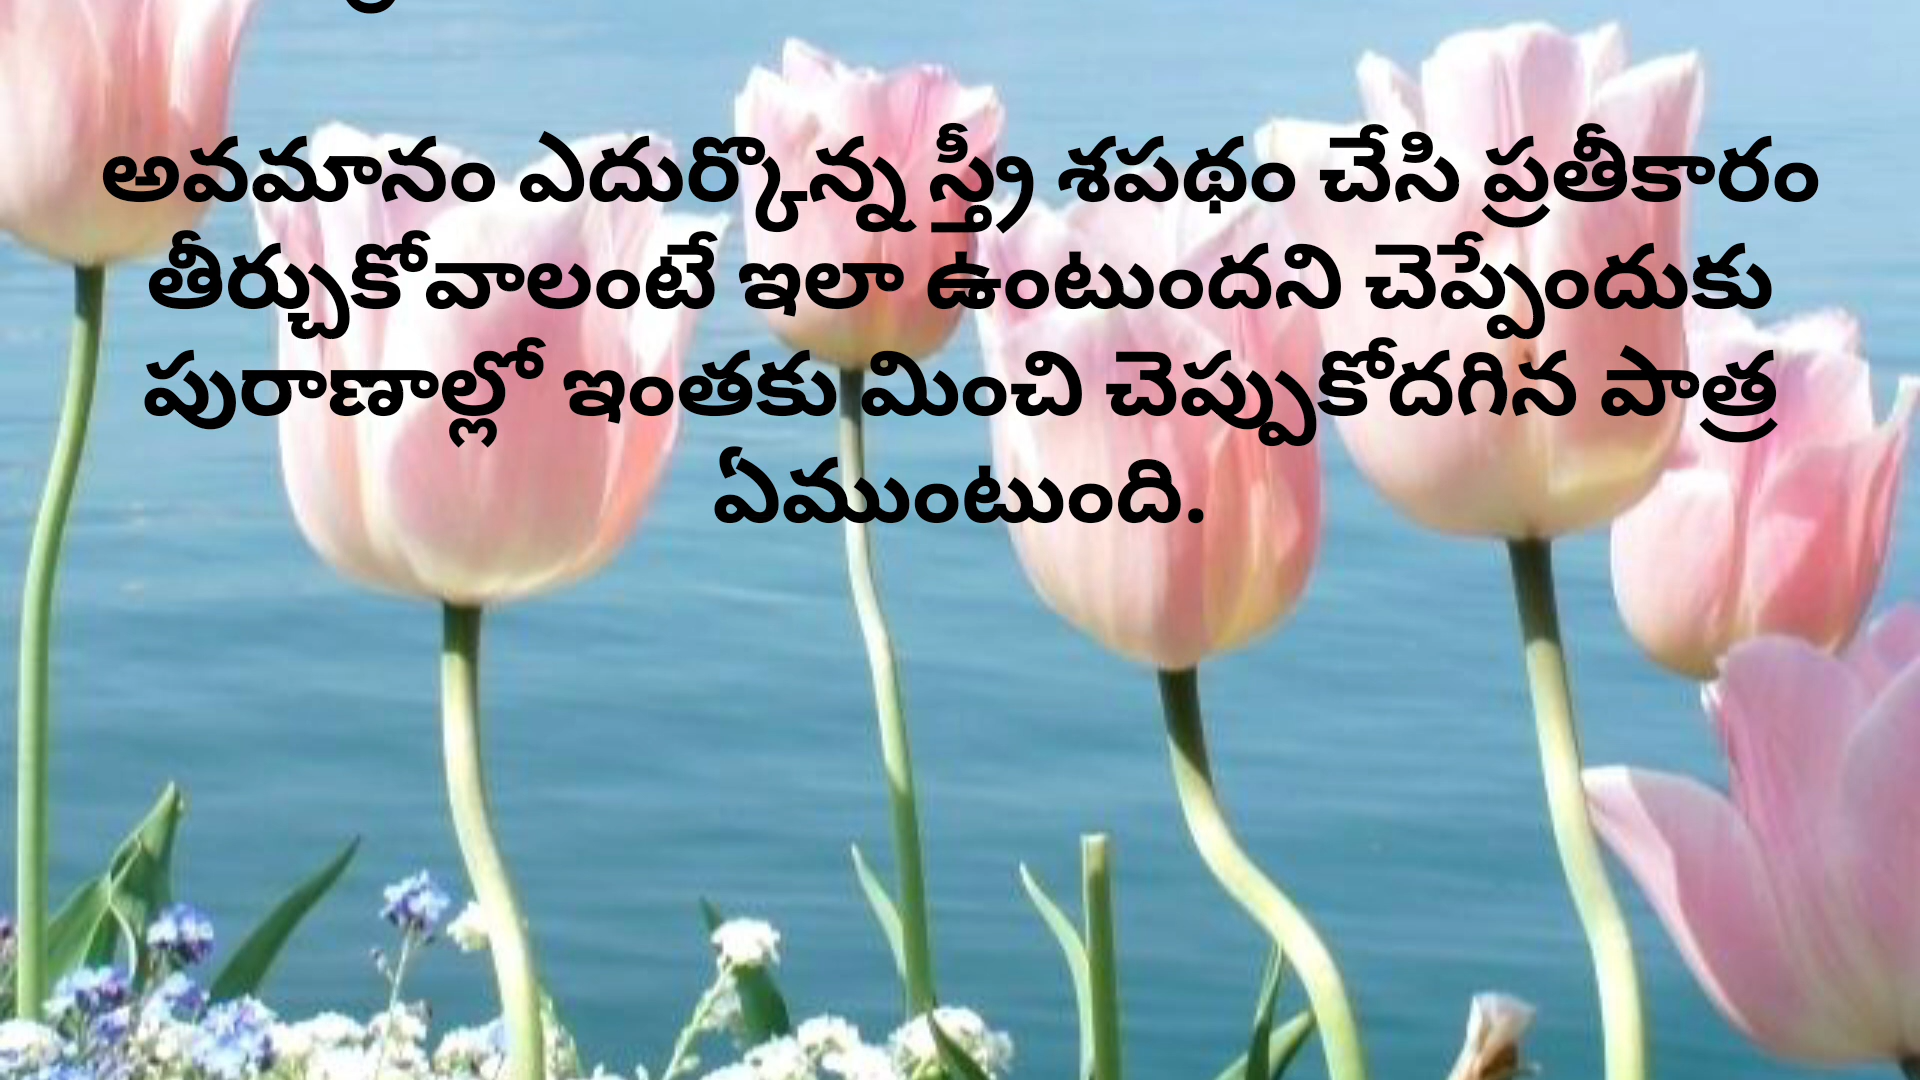 అవమానం ఎదుర్కొన్న స్త్రీ శపథం చేసి ప్రతీకారం
తీర్చుకోవాలంటే ఇలా ఉంటుందని చెప్పేందుకు
పురాణాల్లో ఇంతకు మించి చెప్పుకోదగిన పాత్ర
ఏముంటుంది.